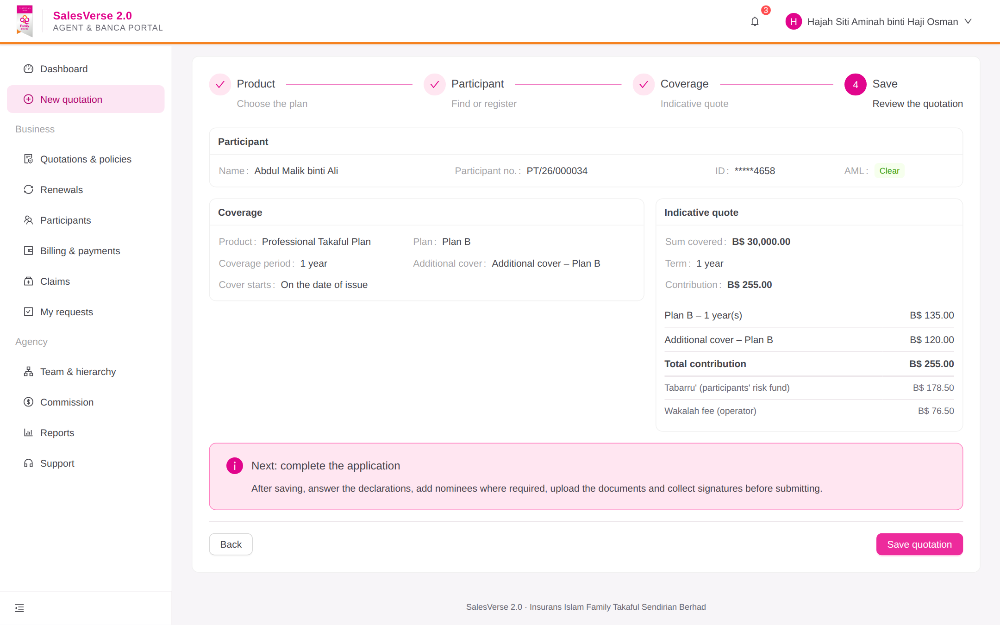 INSURANS
ISLAM
Family
Takaful
SalesVerse 2.0
AGENT & BANCA PORTAL
3
H
Hajah Siti Aminah binti Haji Osman
Dashboard
New quotation
Business
Quotations & policies
Renewals
Participants
Billing & payments
Claims
My requests
Agency
Team & hierarchy
Commission
Reports
Support
Product
Choose the plan
Participant
Find or register
Coverage
Indicative quote
4
Save
Review the quotation
Participant
Name : Abdul Malik binti Ali
Participant no. : PT/26/000034
ID : *****4658
AML : Clear
Coverage
Product : Professional Takaful Plan
Plan : Plan B
Coverage period : 1 year
Additional cover : Additional cover – Plan B
Cover starts : On the date of issue
Indicative quote
Sum covered : B$ 30,000.00
Term : 1 year
Contribution : B$ 255.00
Plan B – 1 year(s) B$ 135.00
Additional cover – Plan B B$ 120.00
Total contribution B$ 255.00
Tabarru' (participants' risk fund) B$ 178.50
Wakalah fee (operator) B$ 76.50
Next: complete the application
After saving, answer the declarations, add nominees where required, upload the documents and collect signatures before submitting.
Back
Save quotation
SalesVerse 2.0 · Insurans Islam Family Takaful Sendirian Berhad